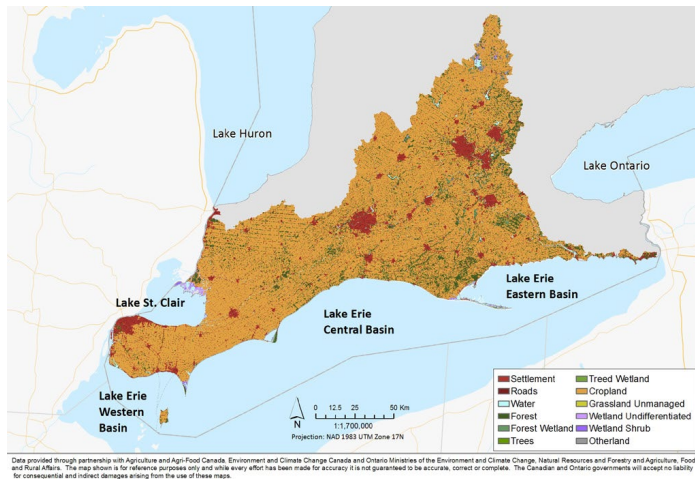 Lake Huron
Lake Ontario
Lake St. Clair
Lake Erie
Eastern Basin
Lake Erie
Central Basin
Lake Erie
Western
Basin
N
0 12.5 25 50 Km
1:1,700,000
Projection: NAD 1983 UTM Zone 17N
Settlement
Roads
Water
Forest
Forest Wetland
Trees
Treed Wetland
Cropland
Grassland Unmanaged
Wetland Undifferentiated
Wetland Shrub
Otherland
Data provided through partnership with Agriculture and Agri-Food Canada, Environment and Climate Change Canada and Ontario Ministries of the Environment and Climate Change, Natural Resources and Forestry and Agriculture, Food
and Rural Affairs. The map shown is for reference purposes only and while every effort has been made for accuracy it is not guaranteed to be accurate, correct or complete. The Canadian and Ontario governments will accept no liability
for consequential and indirect damages arising from the use of these maps.